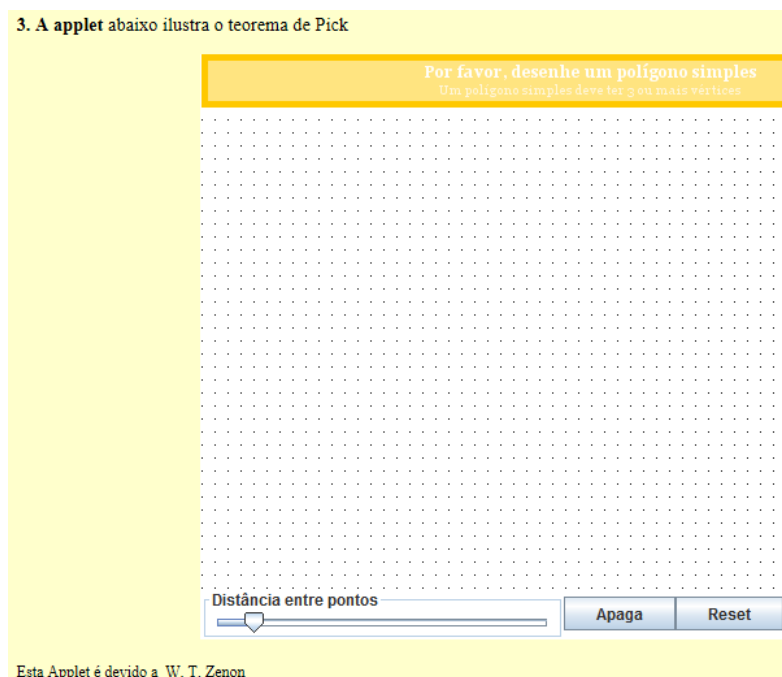 3. A applet abaixo ilustra o teorema de Pick
Por favor, desenhe um polígono simples
Um polígono simples deve ter 3 ou mais vértices
Distância entre pontos
Apaga
Reset
Esta Applet é devido a W. T. Zenon